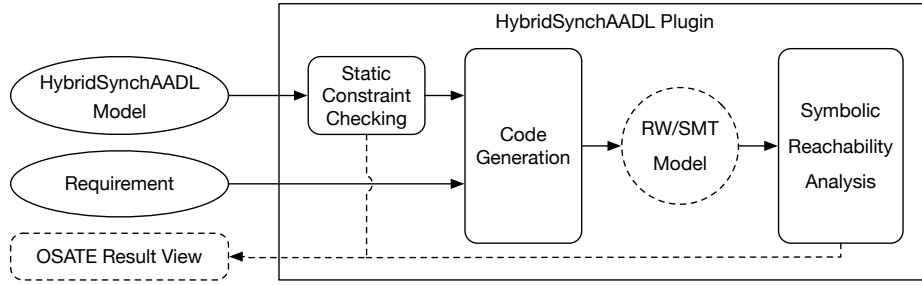 HybridSynchAADL Plugin
HybridSynchAADL
Model
Static
Constraint
Checking
Requirement
Code
Generation
RW/SMT
Model
Symbolic
Reachability
Analysis
OSATE Result View